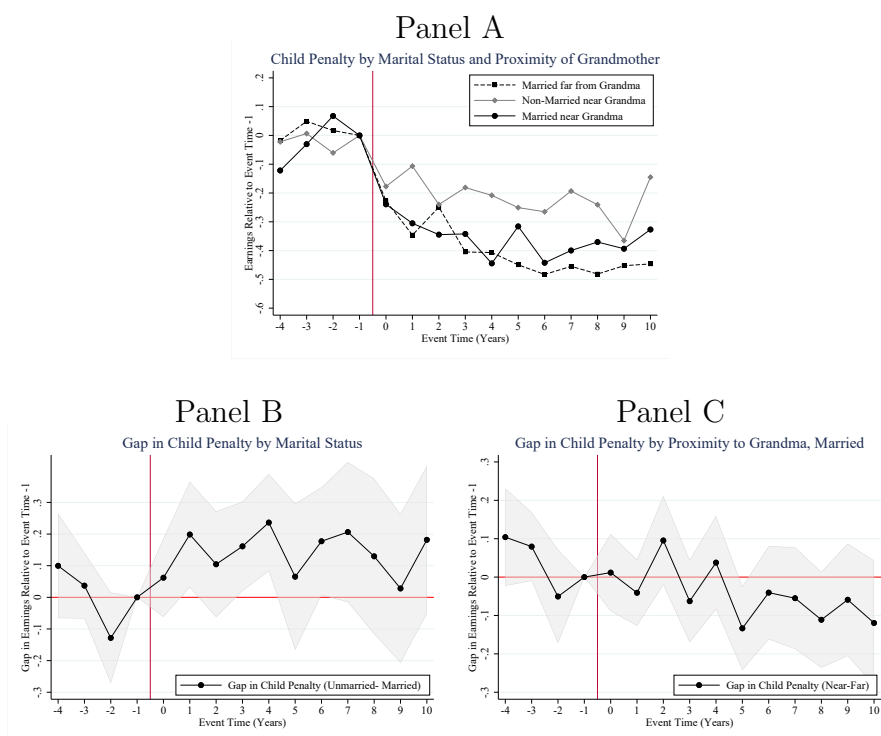 Panel A
Child Penalty by Marital Status and Proximity of Grandmother
Earnings Relative to Event Time -1
.2
.1
0
-.1
-.2
-.3
-.4
-.5
-.6
Married far from Grandma
Non-Married near Grandma
Married near Grandma
-4 -3 -2 -1 0 1 2 3 4 5 6 7 8 9 10
Event Time (Years)
Panel B
Gap in Child Penalty by Marital Status
Gap in Earnings Relative to Event Time -1
.3
.2
.1
0
-.1
-.2
-.3
Gap in Child Penalty (Unmarried- Married)
-4 -3 -2 -1 0 1 2 3 4 5 6 7 8 9 10
Event Time (Years)
Panel C
Gap in Child Penalty by Proximity to Grandma, Married
Gap in Earnings Relative to Event Time -1
.3
.2
.1
0
-.1
-.2
-.3
Gap in Child Penalty (Near-Far)
-4 -3 -2 -1 0 1 2 3 4 5 6 7 8 9 10
Event Time (Years)